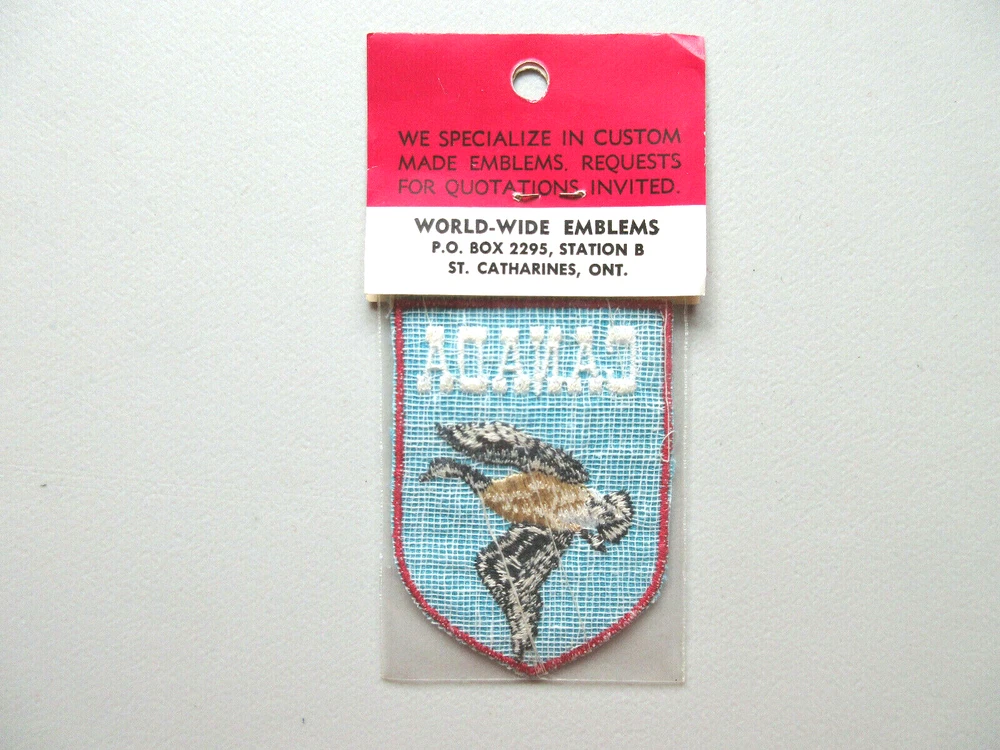 WE SPECIALIZE IN CUSTOM
MADE EMBLEMS. REQUESTS
FOR QUOTATIONS INVITED.
WORLD-WIDE EMBLEMS
P.O. BOX 2295, STATION B
ST. CATHARINES, ONT.
CANADA